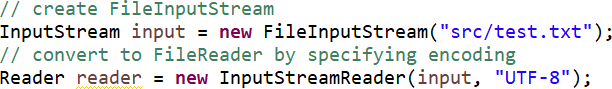 // create FileInputStream
InputStream input = new FileInputStream("src/test.txt");
// convert to FileReader by specifying encoding
Reader reader = new InputStreamReader(input, "UTF-8");